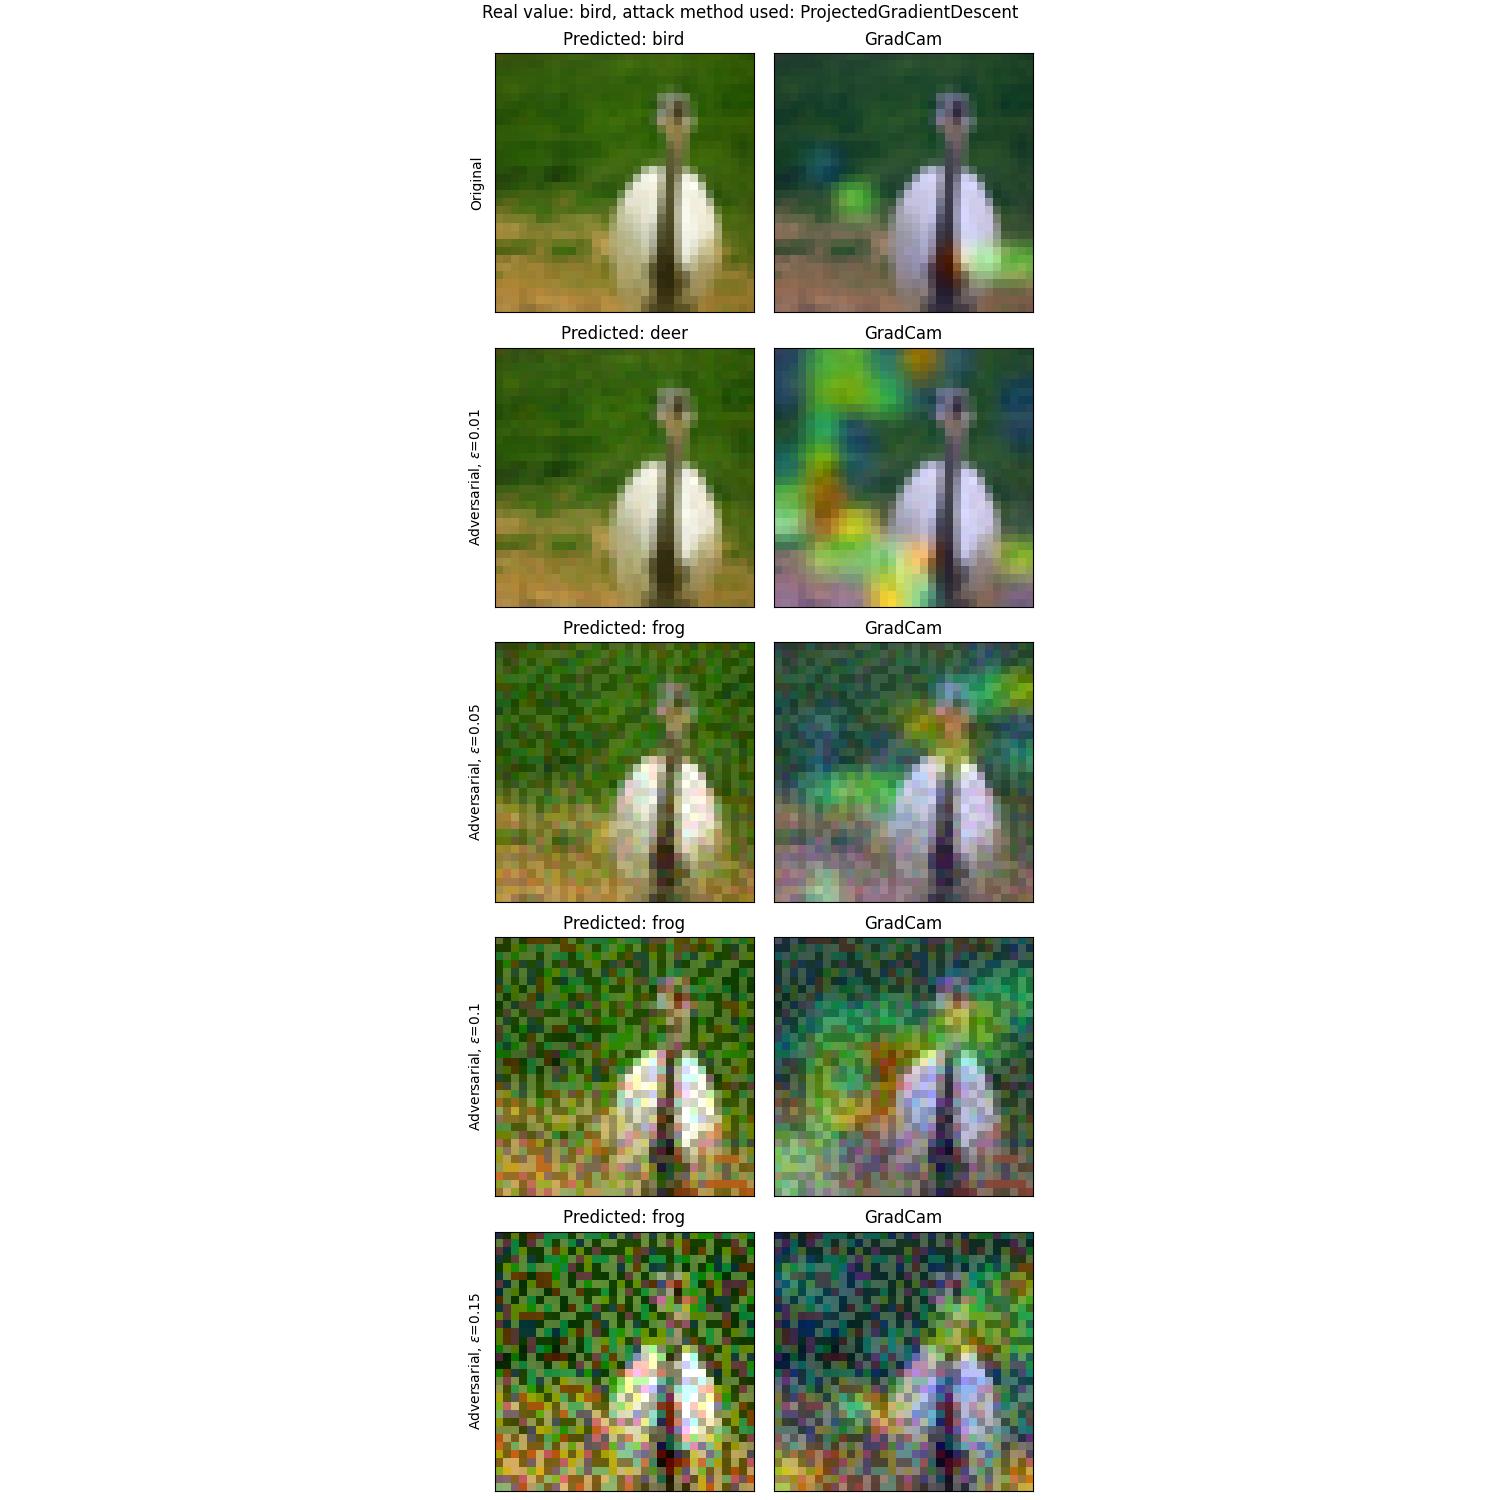 Real value: bird, attack method used: ProjectedGradientDescent
Predicted: bird
GradCam
Original
Predicted: deer
GradCam
Adversarial, ε=0.01
Predicted: frog
GradCam
Adversarial, ε=0.05
Predicted: frog
GradCam
Adversarial, ε=0.1
Predicted: frog
GradCam
Adversarial, ε=0.15